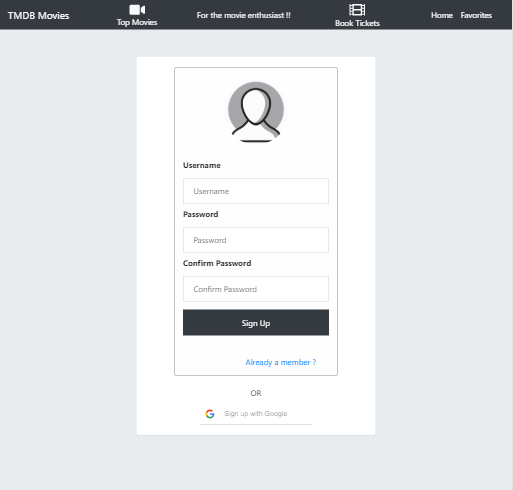 TMDB Movies
Top Movies
For the movie enthusiast !!
Book Tickets
Home Favorites
Username
Username
Password
Password
Confirm Password
Confirm Password
Sign Up
Already a member ?
OR
Sign up with Google